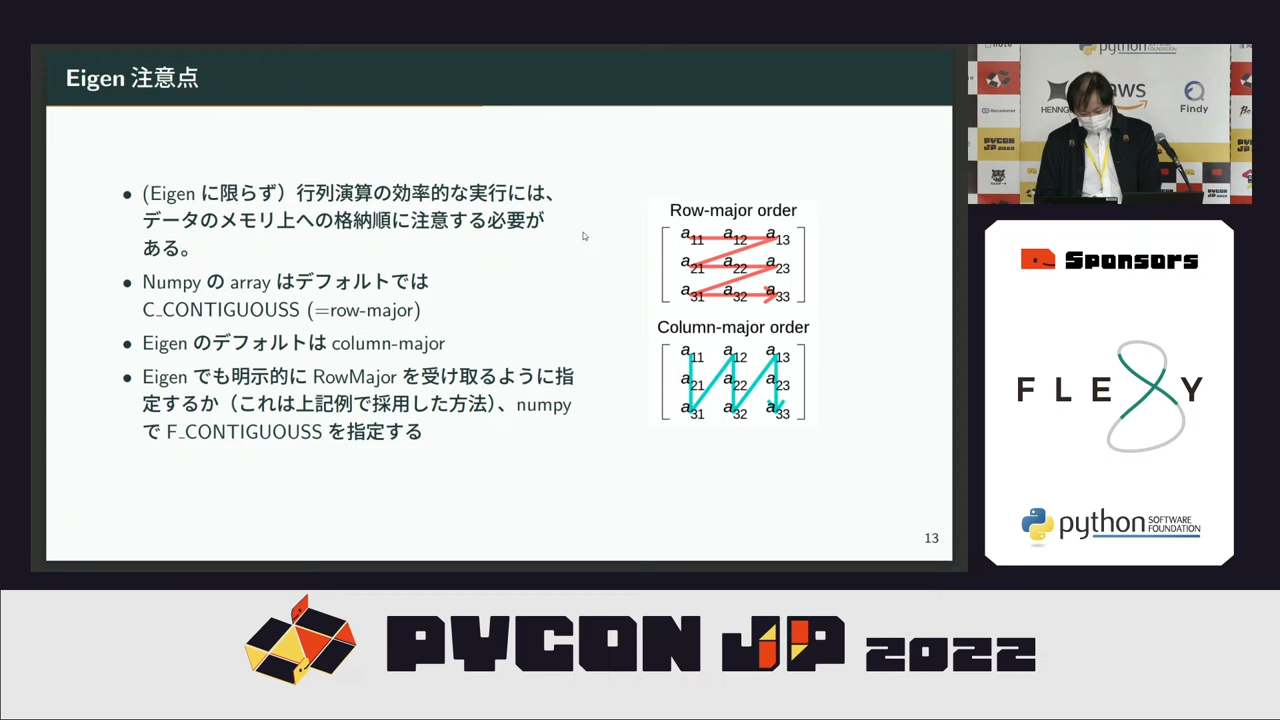 Eigen 注意点
• (Eigen に限らず）行列演算の効率的な実行には、
データのメモリ上への格納順に注意する必要が
ある。
• Numpy の array はデフォルトでは
C_CONTIGUOUSS (=row-major)
• Eigen のデフォルトは column-major
• Eigen でも明示的に RowMajor を受け取るように指
定するか（これは上記例で採用した方法）、numpy
で F_CONTIGUOUSS を指定する
Row-major order
a11 a12 a13
a21 a22 a23
a31 a32 a33
Column-major order
a11 a12 a13
a21 a22 a23
a31 a32 a33
13
python
HENNG
aws
Findy
PYCON
JP 2022
Sponsors
FLEXY
python SOFTWARE
FOUNDATION
PYCON JP 2022